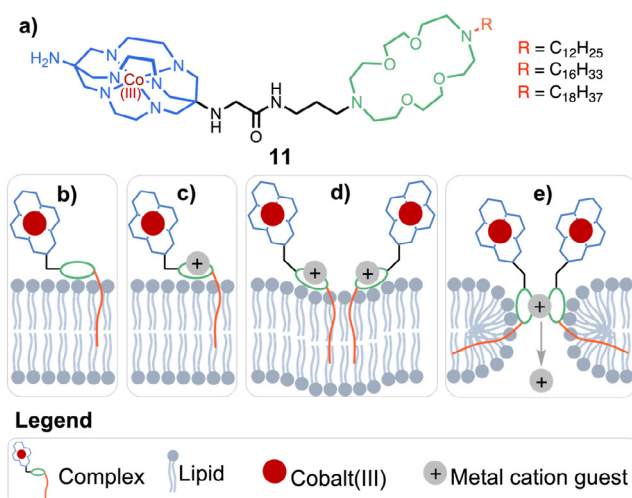 a)
H₂N
N
N
N
N
N
N
Co
(III)
N
H
O
H
N
N
O
O
O
O
N
R
R = C₁₂H₂₅
R = C₁₆H₃₃
R = C₁₈H₃₇
11
b) c) d) e)
+ + + +
+
Legend
Complex Lipid Cobalt(III) + Metal cation guest